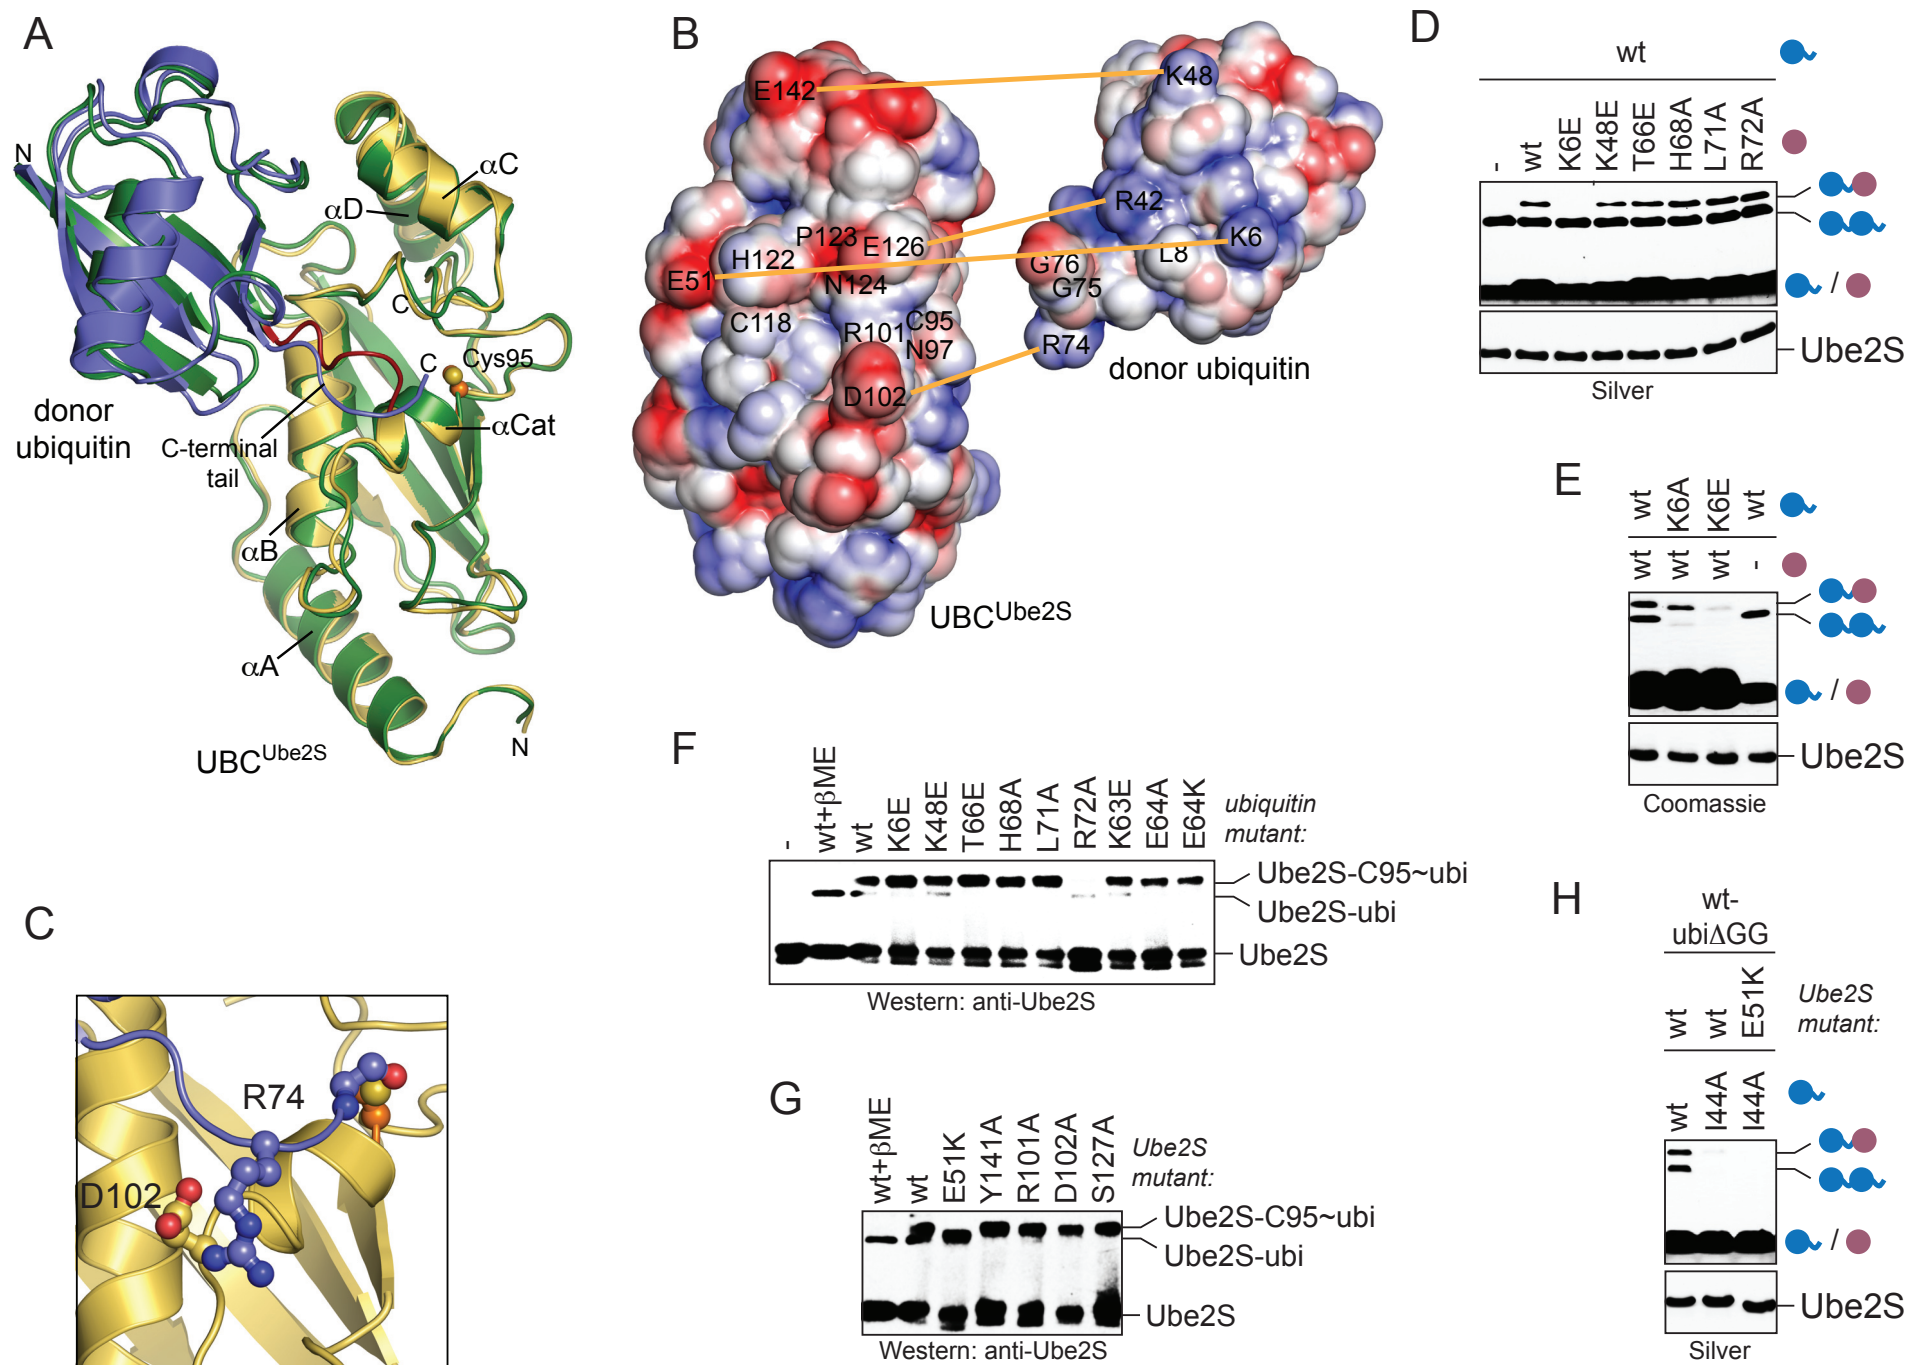 A
N
αC
αD
C
Cys95
C
donor
ubiquitin
C-terminal
tail
αCat
αB
αA
N
UBC^Ube2S
B
E142
K48
R42
P123
E126
H122
E51
N124
K6
L8
G76
G75
C118
R101
C95
N97
R74
D102
donor ubiquitin
UBC^Ube2S
C
R74
D102
D
wt
-
wt
K6E
K48E
T66E
H68A
L71A
R72A
/
Ube2S
Silver
E
wt
K6A
K6E
wt
wt
wt
wt
-
/
Ube2S
Coomassie
F
-
wt+βME
wt
K6E
K48E
T66E
H68A
L71A
R72A
K63E
E64A
E64K
ubiquitin
mutant:
Ube2S-C95~ubi
Ube2S-ubi
Ube2S
Western: anti-Ube2S
G
wt+βME
wt
E51K
Y141A
R101A
D102A
S127A
Ube2S
mutant:
Ube2S-C95~ubi
Ube2S-ubi
Ube2S
Western: anti-Ube2S
H
wt-
ubiΔGG
wt
wt
E51K
Ube2S
mutant:
wt
I44A
I44A
/
Ube2S
Silver